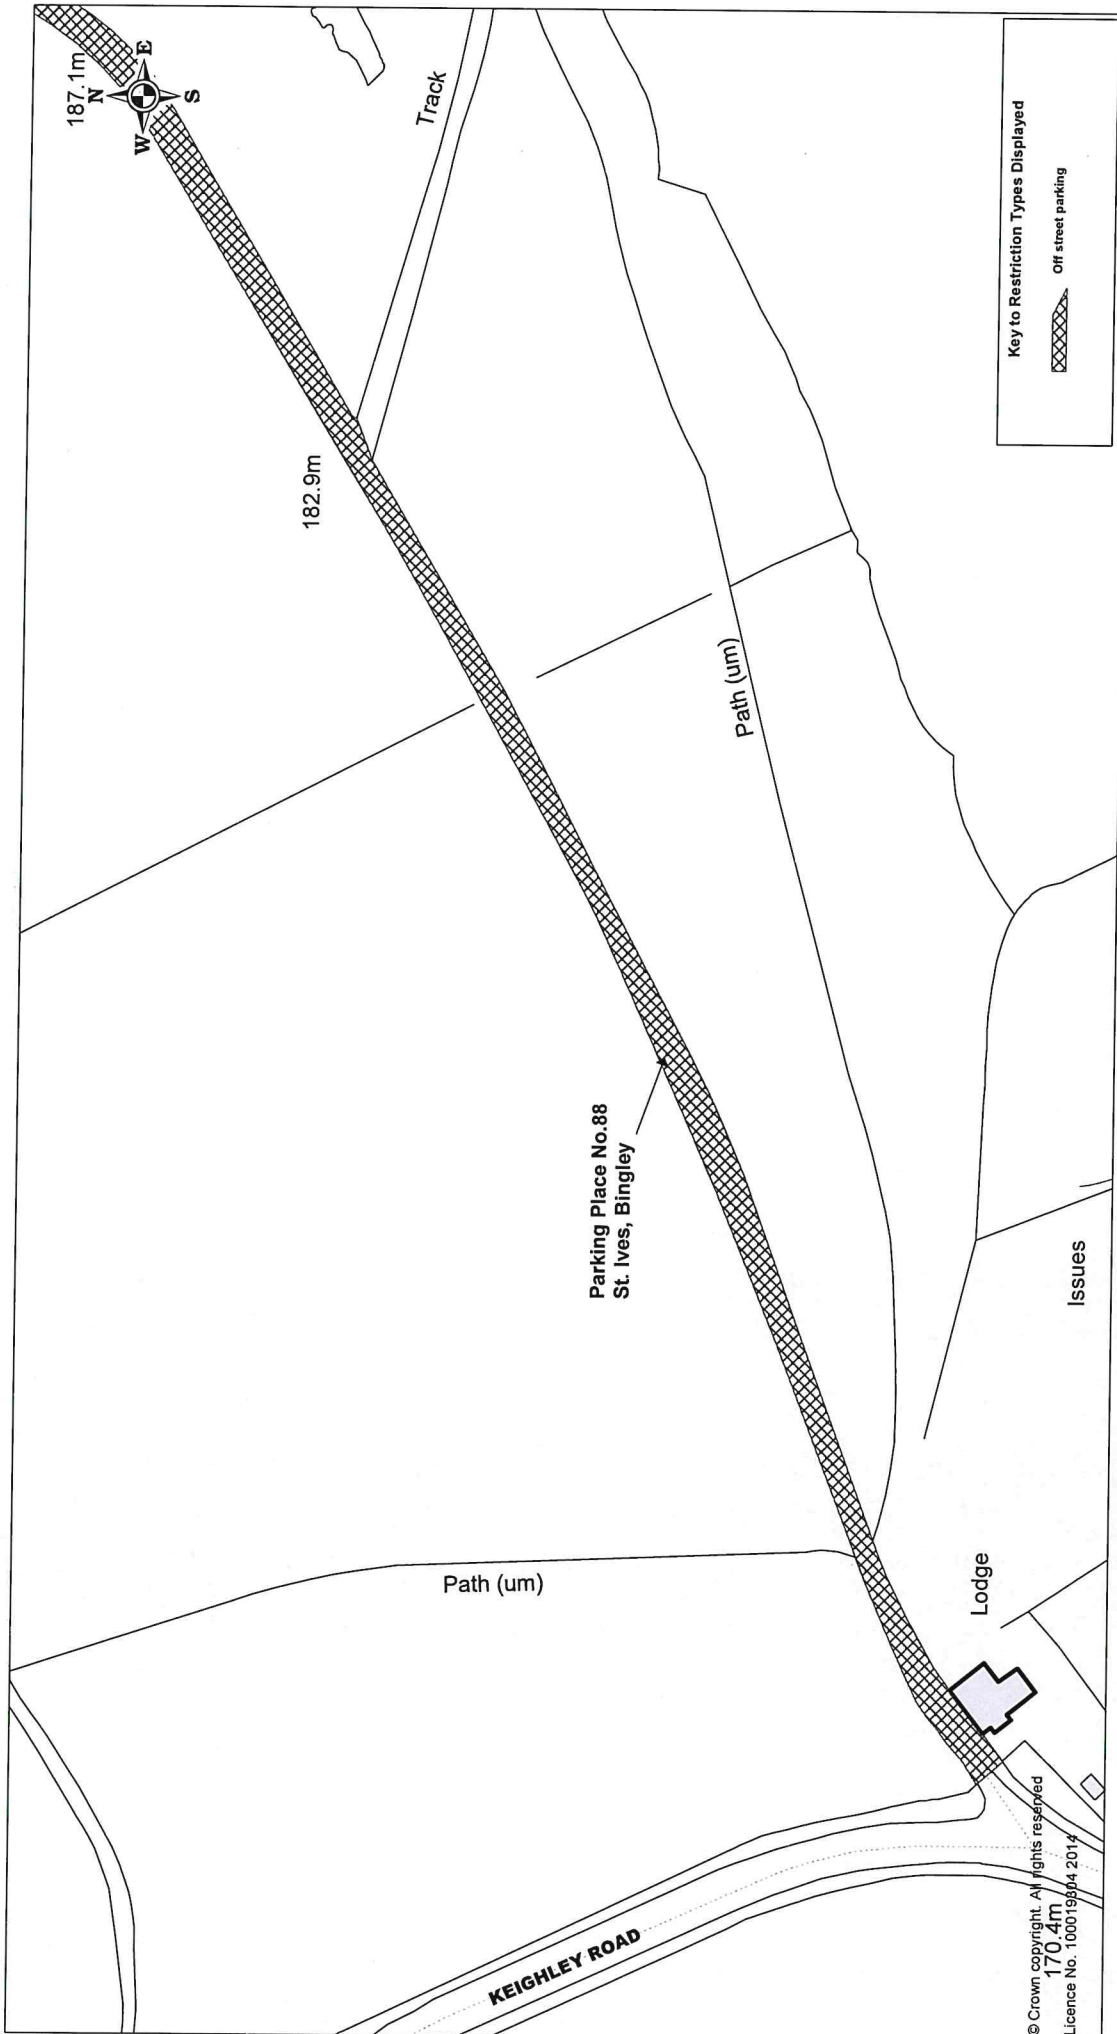 187.1m
N
E
S
W
Track
182.9m
Key to Restriction Types Displayed
Off street parking
Path (um)
Parking Place No.88
St. Ives, Bingley
Issues
Path (um)
Lodge
KEIGHLEY ROAD
© Crown copyright. All rights reserved
170.4m
Licence No. 100019304 2014